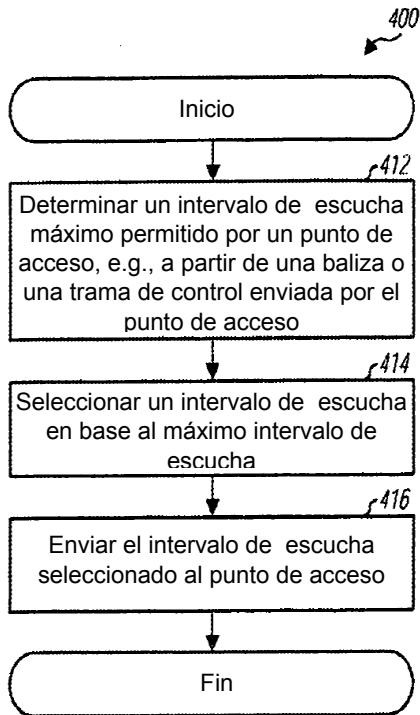 400
Inicio
412
Determinar un intervalo de escucha
máximo permitido por un punto de
acceso, e.g., a partir de una baliza o
una trama de control enviada por el
punto de acceso
414
Seleccionar un intervalo de escucha
en base al máximo intervalo de
escucha
416
Enviar el intervalo de escucha
seleccionado al punto de acceso
Fin